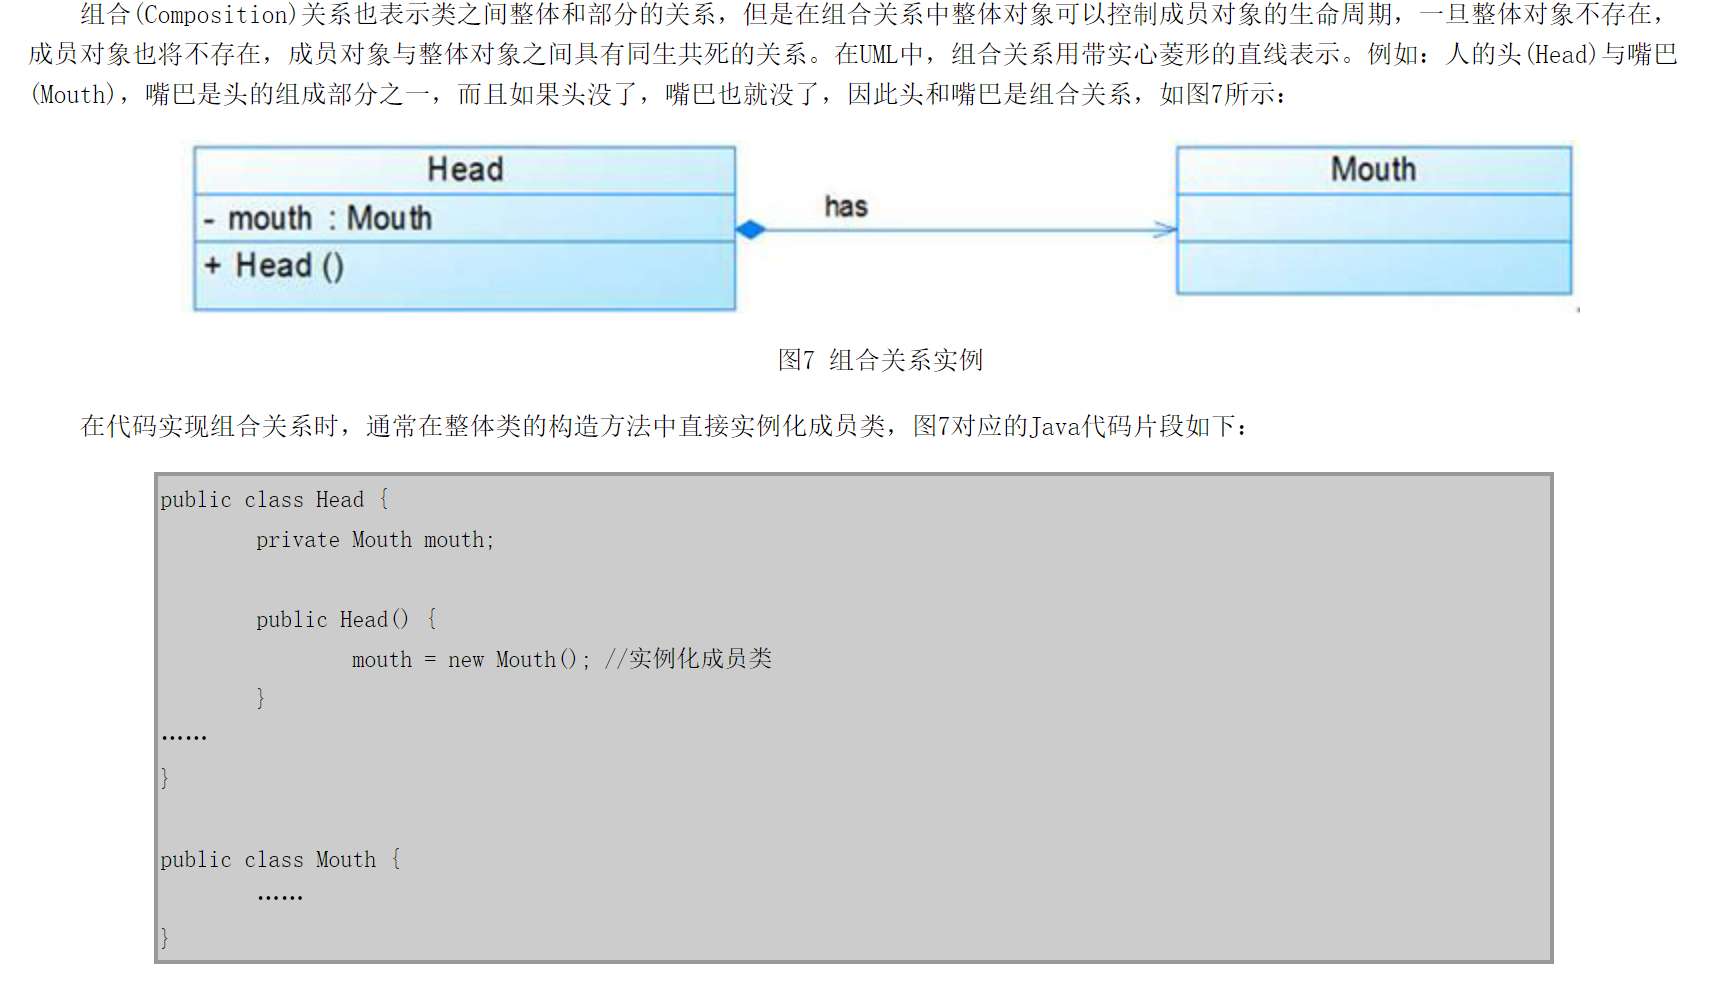 组合(Composition)关系也表示类之间整体和部分的关系，但是在组合关系中整体对象可以控制成员对象的生命周期，一旦整体对象不存在，
成员对象也将不存在，成员对象与整体对象之间具有同生共死的关系。在UML中，组合关系用带实心菱形的直线表示。例如：人的头(Head)与嘴巴
(Mouth)，嘴巴是头的组成部分之一，而且如果头没了，嘴巴也就没了，因此头和嘴巴是组合关系，如图7所示：
Head
- mouth : Mouth
+ Head ()
has
Mouth
图7 组合关系实例
在代码实现组合关系时，通常在整体类的构造方法中直接实例化成员类，图7对应的Java代码片段如下：
public class Head {
private Mouth mouth;
public Head() {
mouth = new Mouth(); //实例化成员类
}
……
}
public class Mouth {
……
}